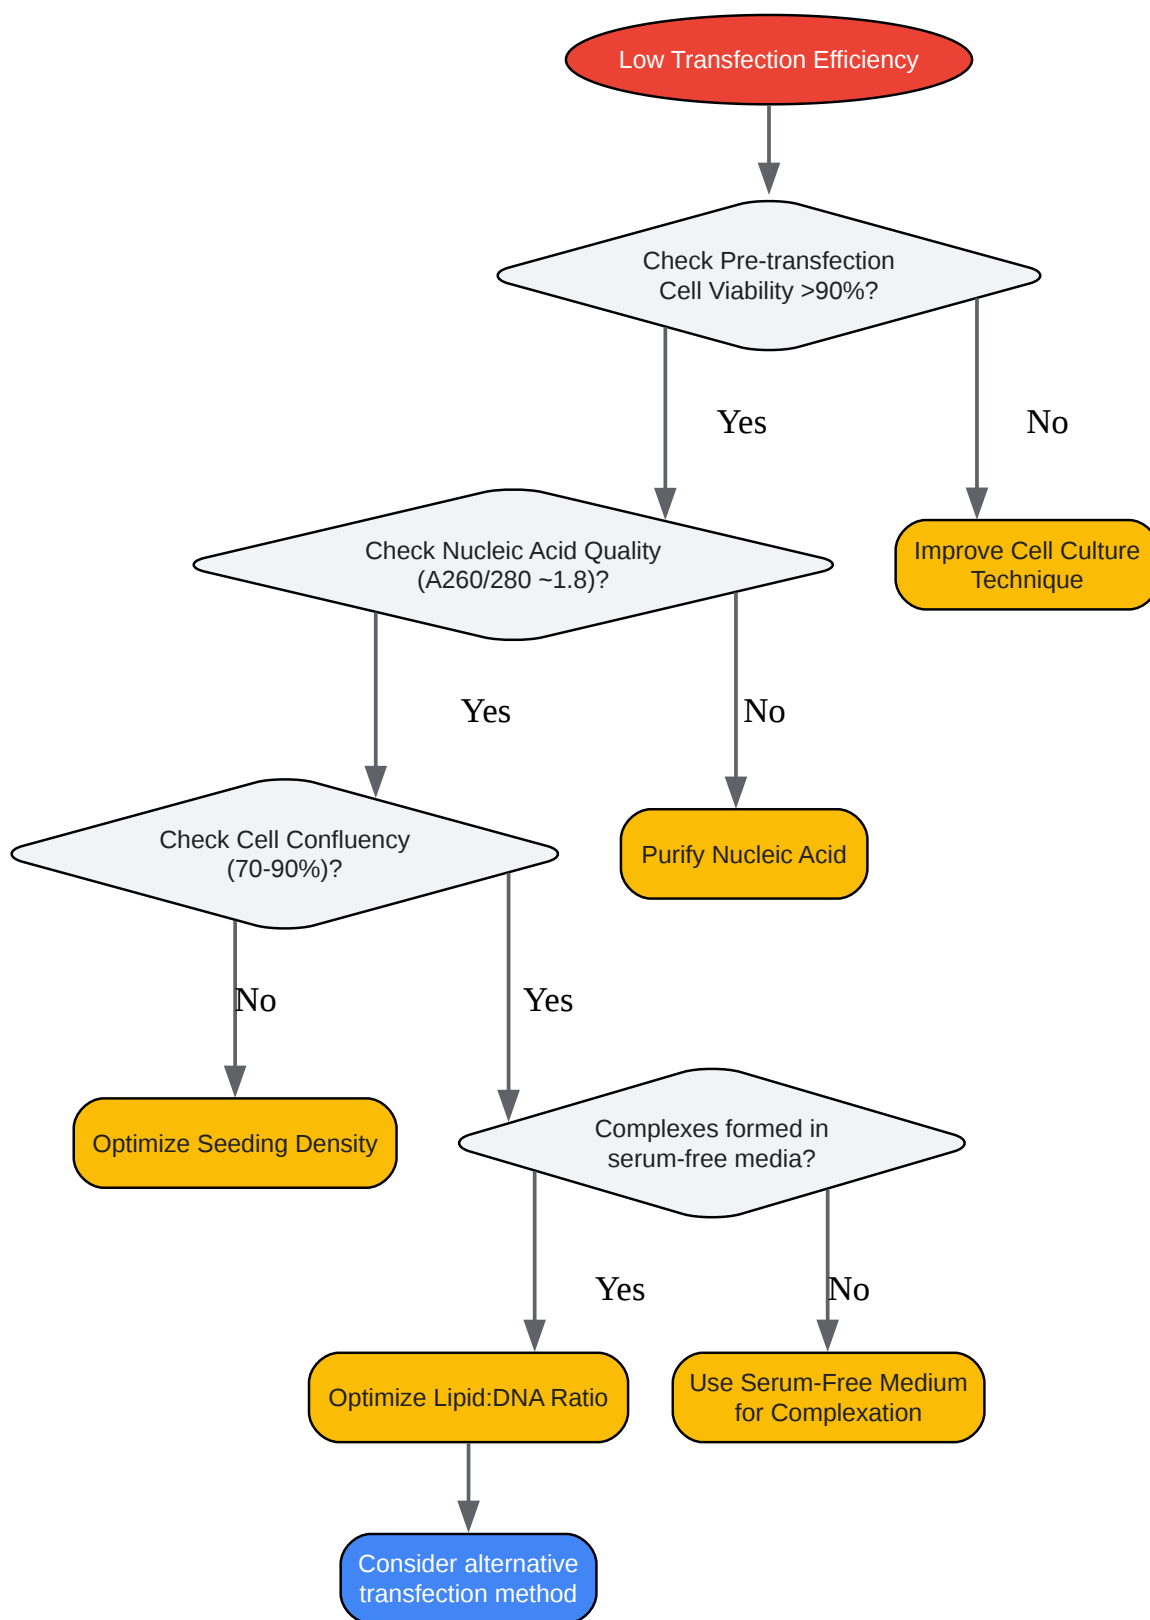 Low Transfection Efficiency
Check Pre-transfection
Cell Viability >90%?
Yes
No
Check Nucleic Acid Quality
(A260/280 ~1.8)?
Improve Cell Culture
Technique
Yes
No
Check Cell Confluency
(70-90%)?
Purify Nucleic Acid
No
Yes
Optimize Seeding Density
Complexes formed in
serum-free media?
Yes
No
Optimize Lipid:DNA Ratio
Use Serum-Free Medium
for Complexation
Consider alternative
transfection method